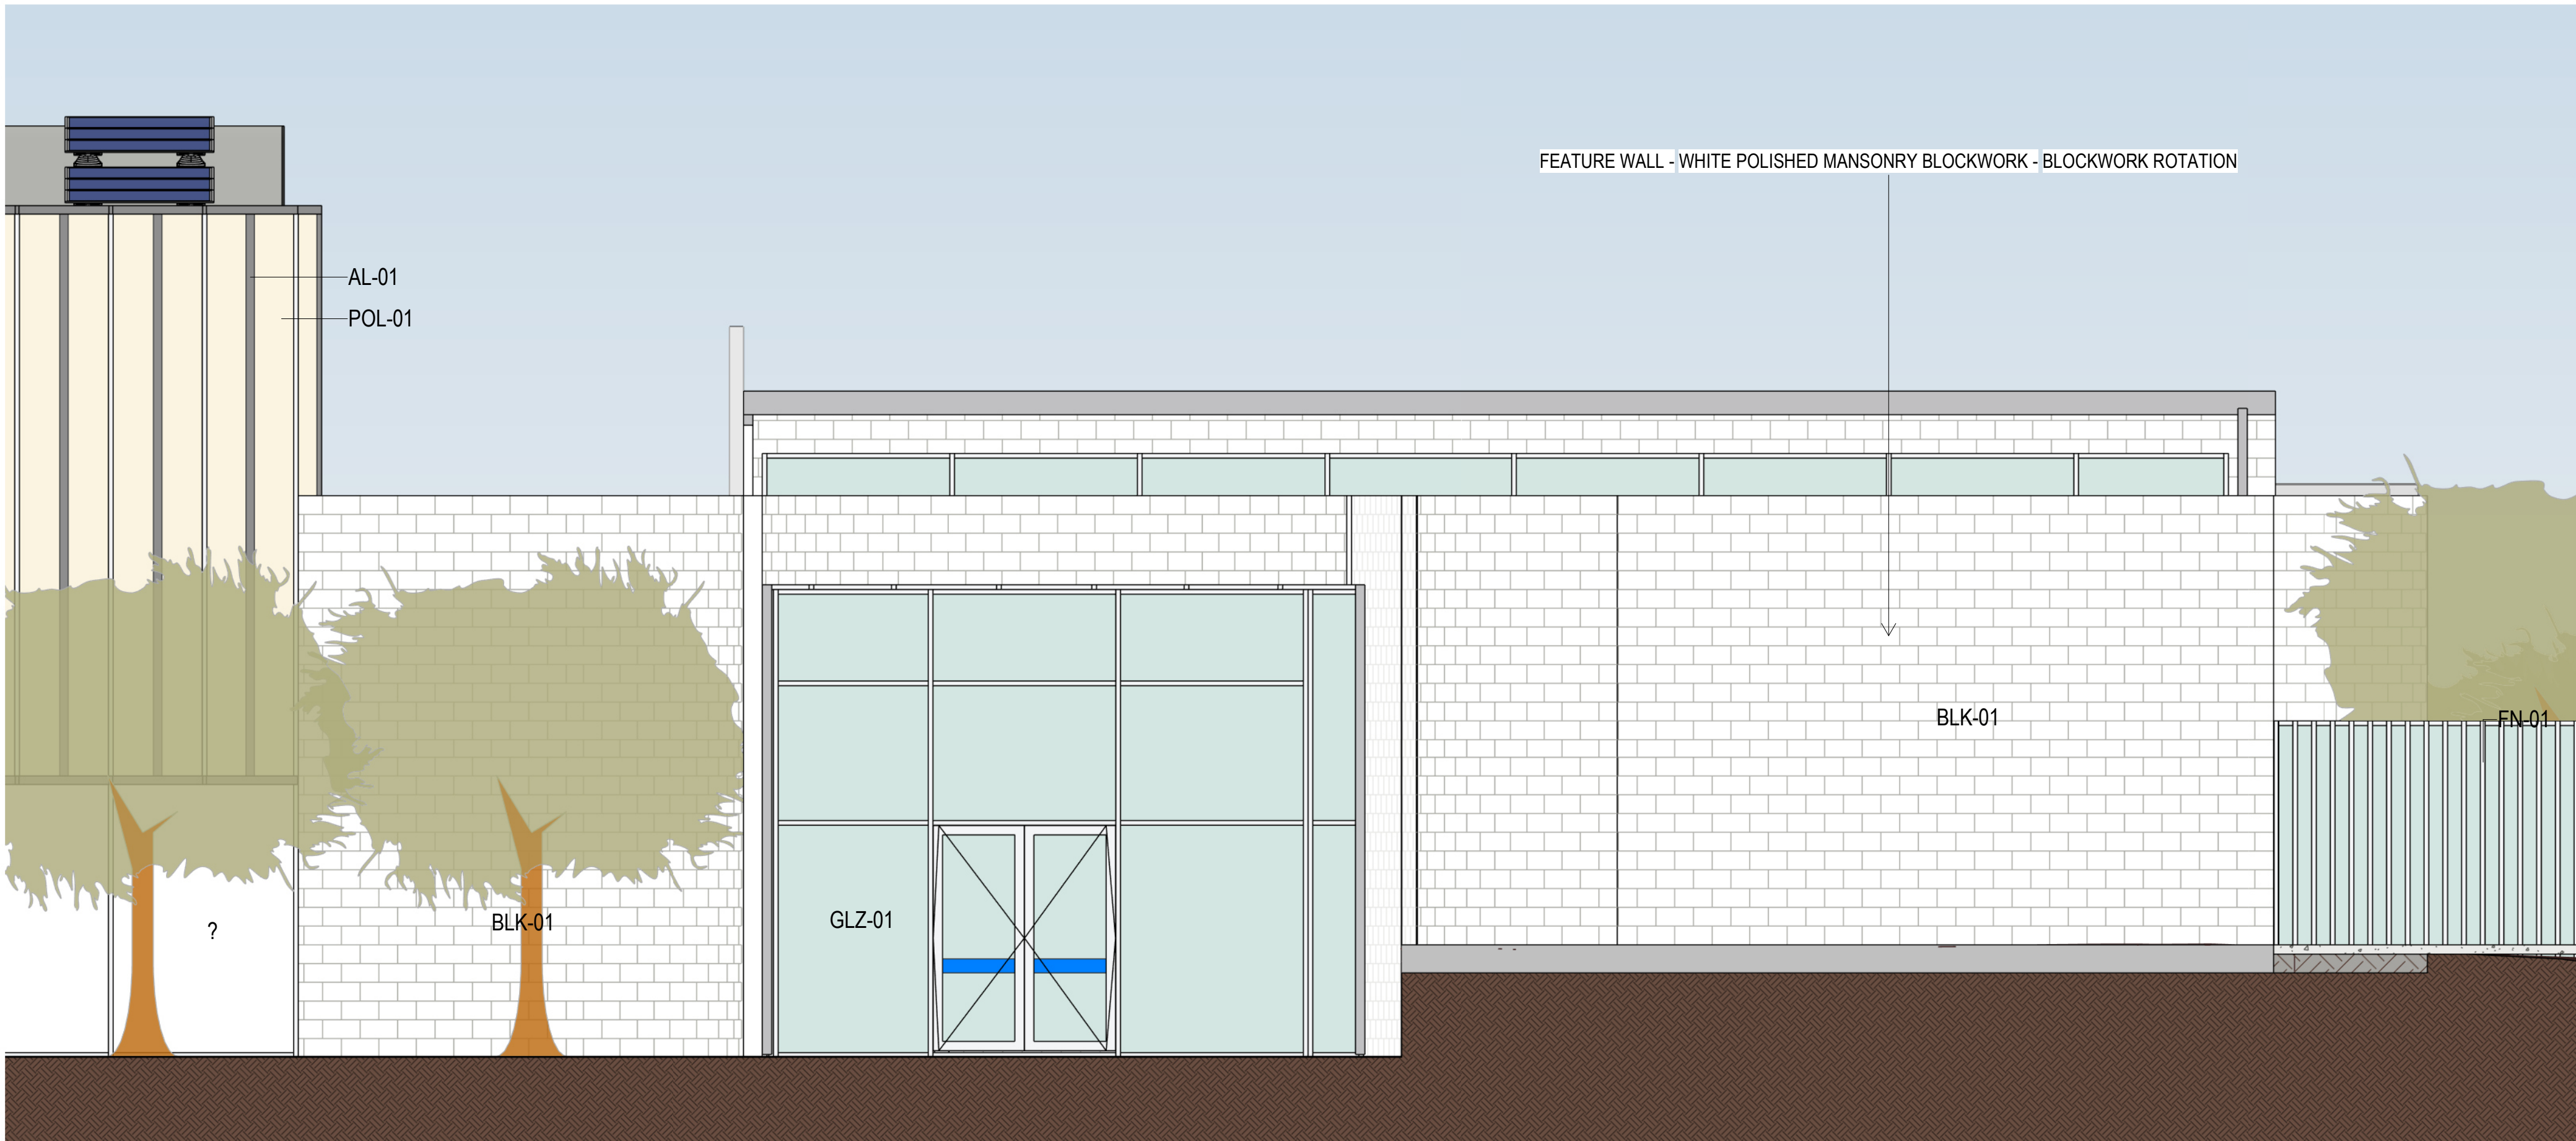 FEATURE WALL - WHITE POLISHED MANSONRY BLOCKWORK - BLOCKWORK ROTATION
AL-01
POL-01
BLK-01
FN-01
?
BLK-01
GLZ-01